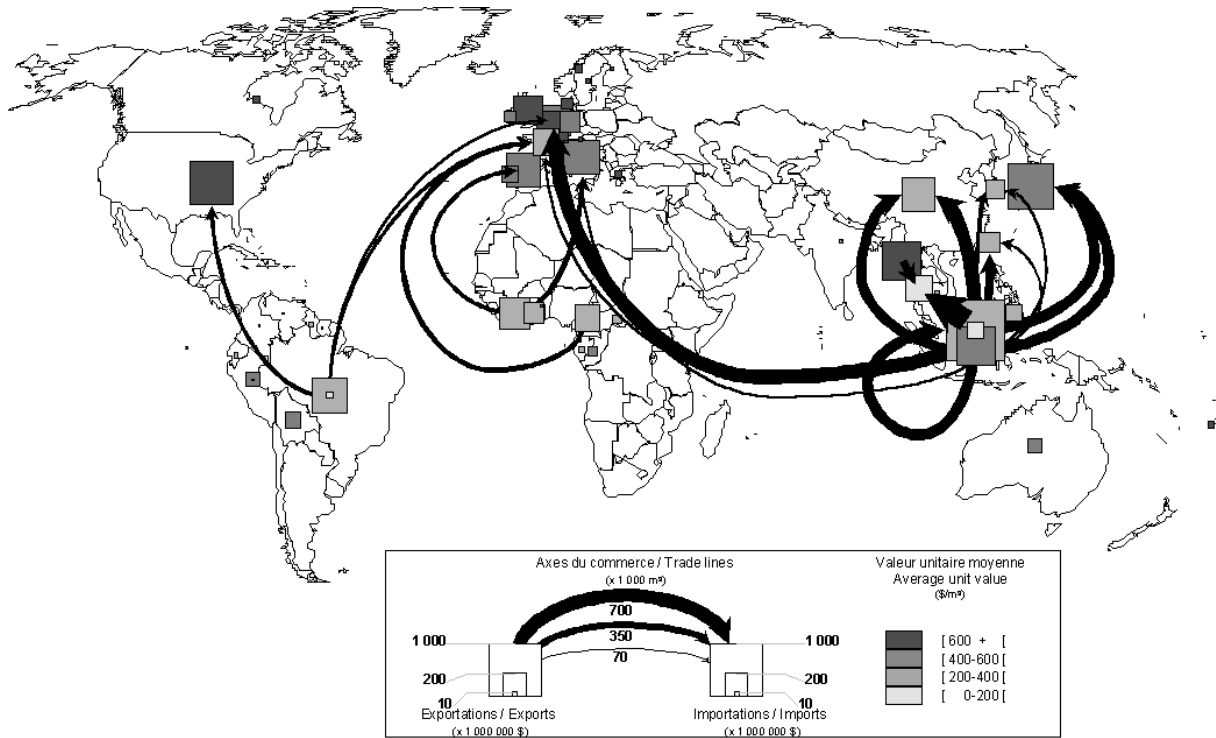 Axes du commerce / Trade lines
(x 1 000 m³)
700
350
70
1 000
200
10
1 000
200
10
Exportations / Exports
(x 1 000 000 $)
Importations / Imports
(x 1 000 000 $)
Valeur unitaire moyenne
Average unit value
($/m³)
[ 600 + [
[ 400-600 [
[ 200-400 [
[ 0-200 [